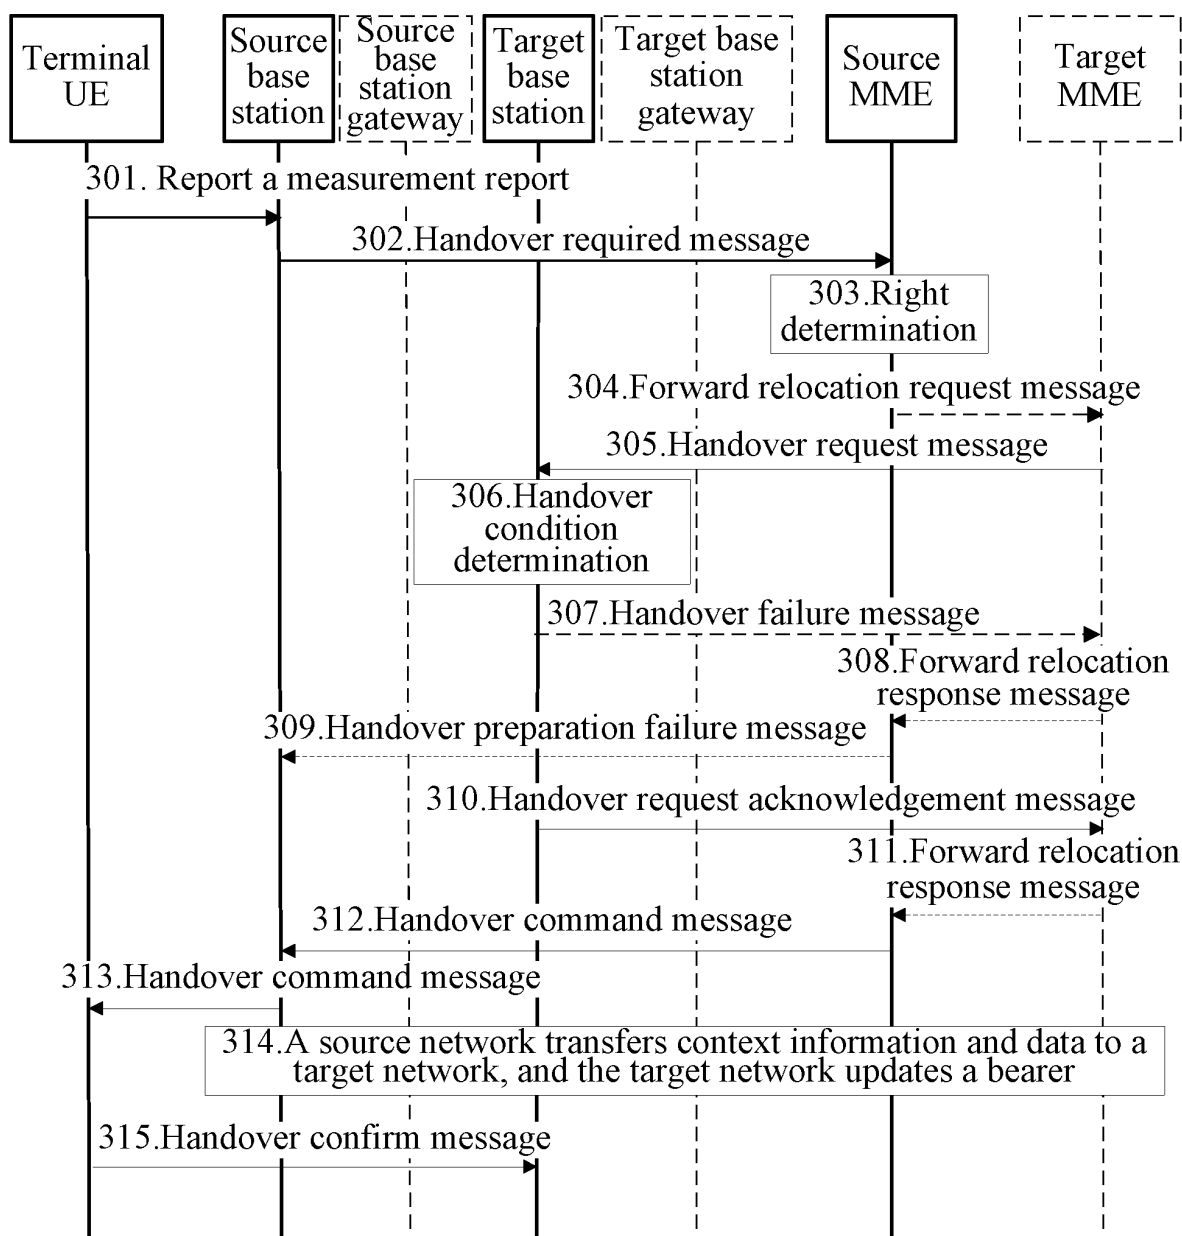 Terminal
UE
Source
base
station
Source
base
station
gateway
Target
base
station
Target base
station
gateway
Source
MME
Target
MME
301. Report a measurement report
302.Handover required message
303.Right
determination
304.Forward relocation request message
305.Handover request message
306.Handover
condition
determination
307.Handover failure message
308.Forward relocation
response message
309.Handover preparation failure message
310.Handover request acknowledgement message
311.Forward relocation
response message
312.Handover command message
313.Handover command message
314.A source network transfers context information and data to a
target network, and the target network updates a bearer
315.Handover confirm message